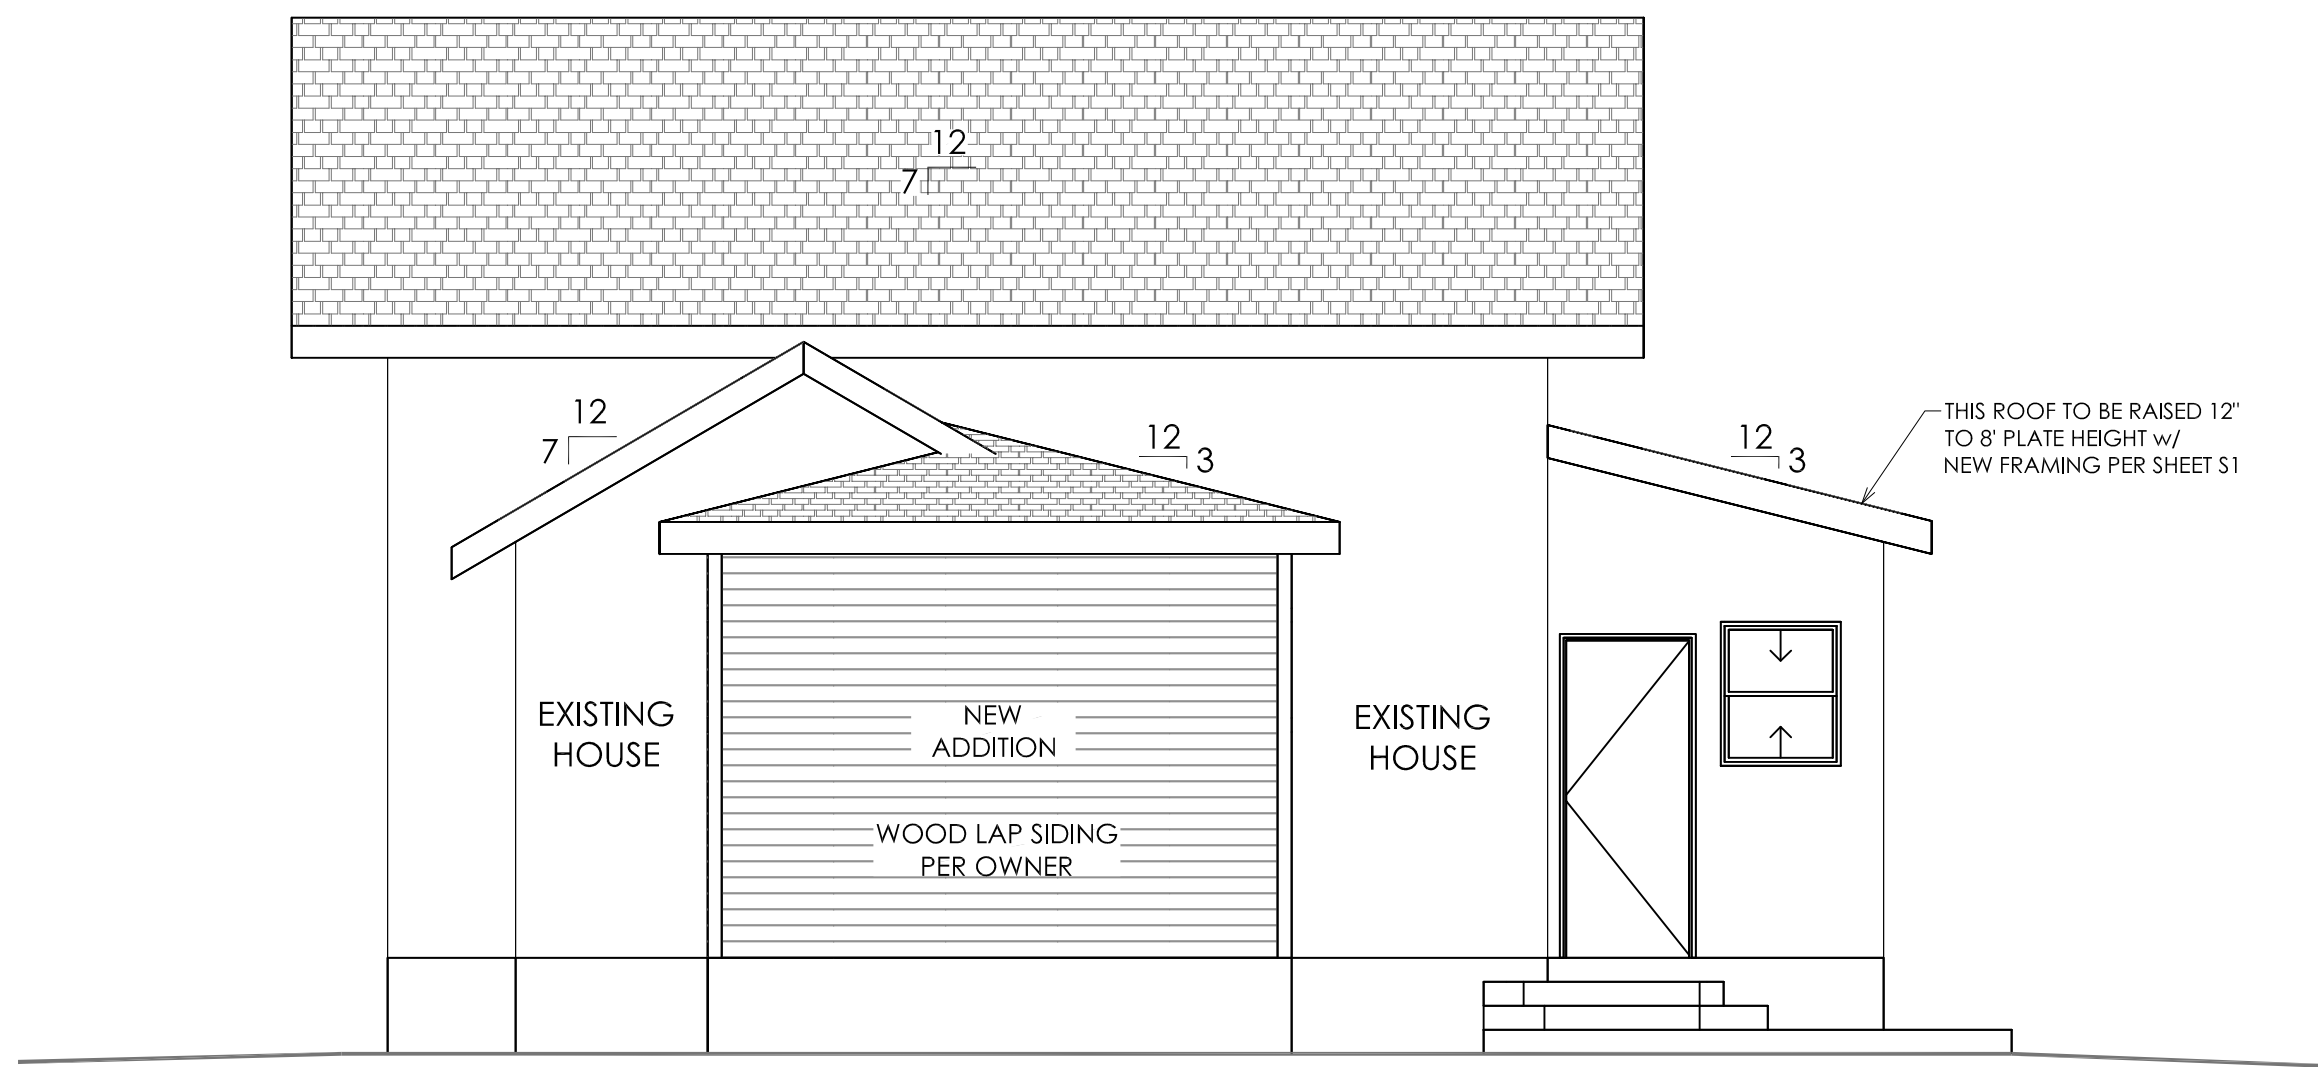 12
7
12
7
12
3
12
3
THIS ROOF TO BE RAISED 12"
TO 8' PLATE HEIGHT w/
NEW FRAMING PER SHEET S1
EXISTING
HOUSE
NEW
ADDITION
WOOD LAP SIDING
PER OWNER
EXISTING
HOUSE